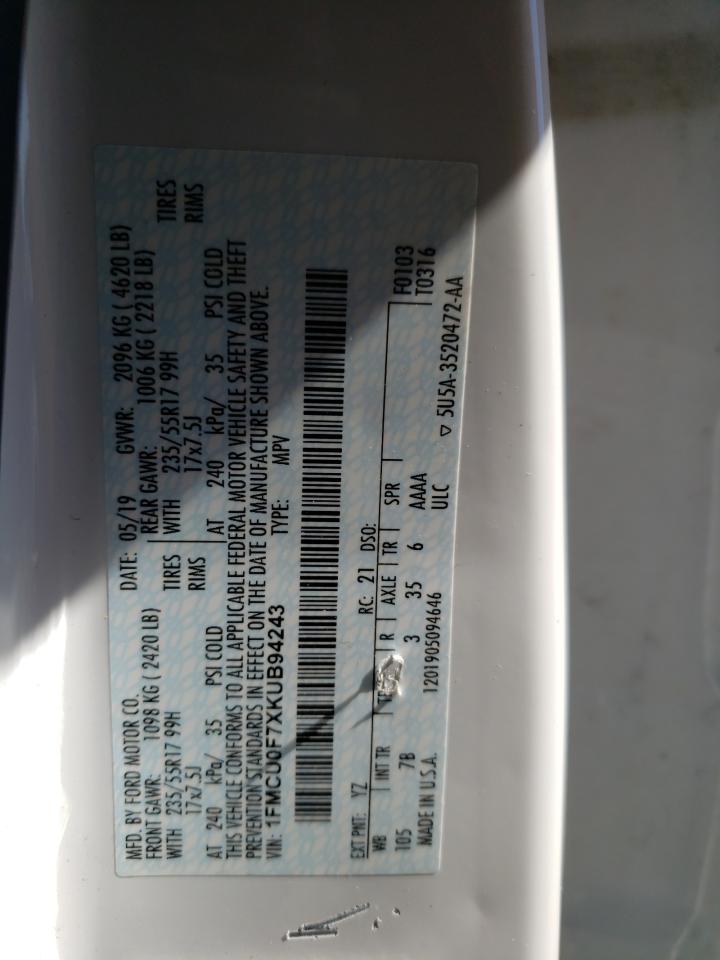 MFD. BY FORD MOTOR CO.
DATE: 05/19 GVWR: 2096 KG ( 4620 LB)
FRONT GAWR: 1098 KG ( 2420 LB) REAR GAWR: 1006 KG ( 2218 LB)
WITH 235/55R17 99H TIRES WITH 235/55R17 99H TIRES
17x7.5J RIMS 17x7.5J RIMS
AT 240 kPa/ 35 PSI COLD AT 240 kPa/ 35 PSI COLD
THIS VEHICLE CONFORMS TO ALL APPLICABLE FEDERAL MOTOR VEHICLE SAFETY AND THEFT
PREVENTION STANDARDS IN EFFECT ON THE DATE OF MANUFACTURE SHOWN ABOVE.
VIN: 1FMCU0F7XKUB94243 TYPE: MPV
EXT PNT: YZ RC: 21 DSO:
WB INT TR R AXLE TR SPR F0103
105 7B 3 35 6 AAAA T0316
MADE IN U.S.A. 1201905094646 ULC
▽ 5U5A-3520472-AA